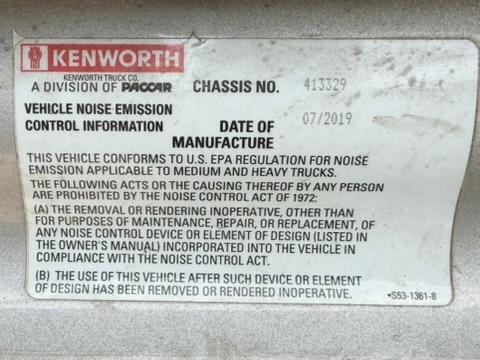 KENWORTH
KENWORTH TRUCK CO.
A DIVISION OF PACCAR
CHASSIS NO. 413329
VEHICLE NOISE EMISSION
CONTROL INFORMATION
DATE OF
MANUFACTURE
07/2019
THIS VEHICLE CONFORMS TO U.S. EPA REGULATION FOR NOISE
EMISSION APPLICABLE TO MEDIUM AND HEAVY TRUCKS.
THE FOLLOWING ACTS OR THE CAUSING THEREOF BY ANY PERSON
ARE PROHIBITED BY THE NOISE CONTROL ACT OF 1972:
(A) THE REMOVAL OR RENDERING INOPERATIVE, OTHER THAN
FOR PURPOSES OF MAINTENANCE, REPAIR, OR REPLACEMENT, OF
ANY NOISE CONTROL DEVICE OR ELEMENT OF DESIGN (LISTED IN
THE OWNER'S MANUAL) INCORPORATED INTO THE VEHICLE IN
COMPLIANCE WITH THE NOISE CONTROL ACT.
(B) THE USE OF THIS VEHICLE AFTER SUCH DEVICE OR ELEMENT
OF DESIGN HAS BEEN REMOVED OR RENDERED INOPERATIVE.
•S53-1361-8